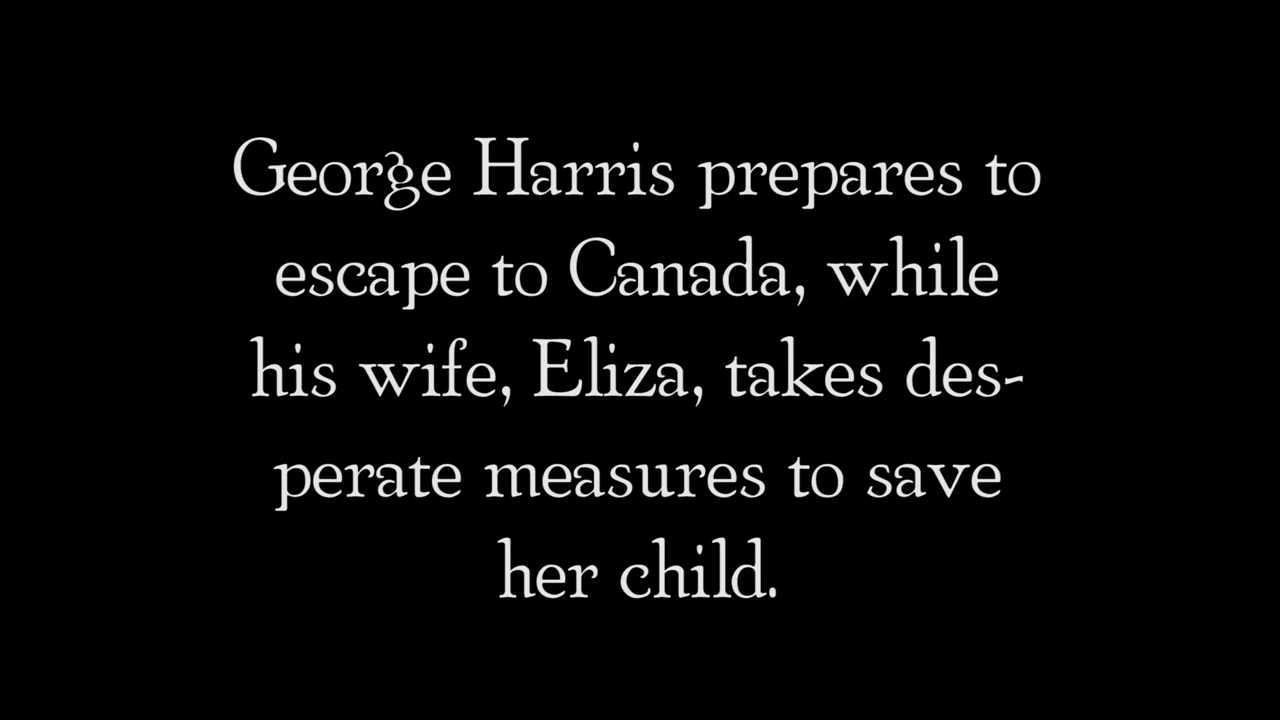 George Harris prepares to
escape to Canada, while
his wife, Eliza, takes des-
perate measures to save
her child.